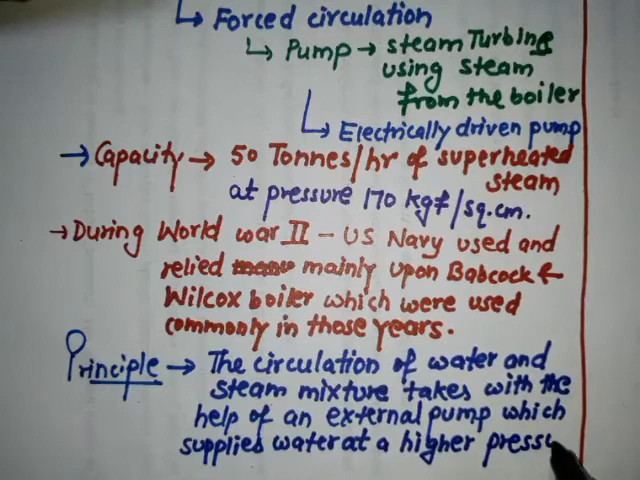 ↳ Forced circulation
↳ Pump → steam Turbine
using steam
from the boiler
↳ Electrically driven pump
→ Capacity → 50 Tonnes/hr of superheated
steam
at pressure 170 kgf/sq.cm.
→ During World war II - US Navy used and
relied mainly upon Babcock &
Wilcox boiler which were used
commonly in those years.
Principle → The circulation of water and
steam mixture takes with the
help of an external pump which
supplies water at a higher pressu